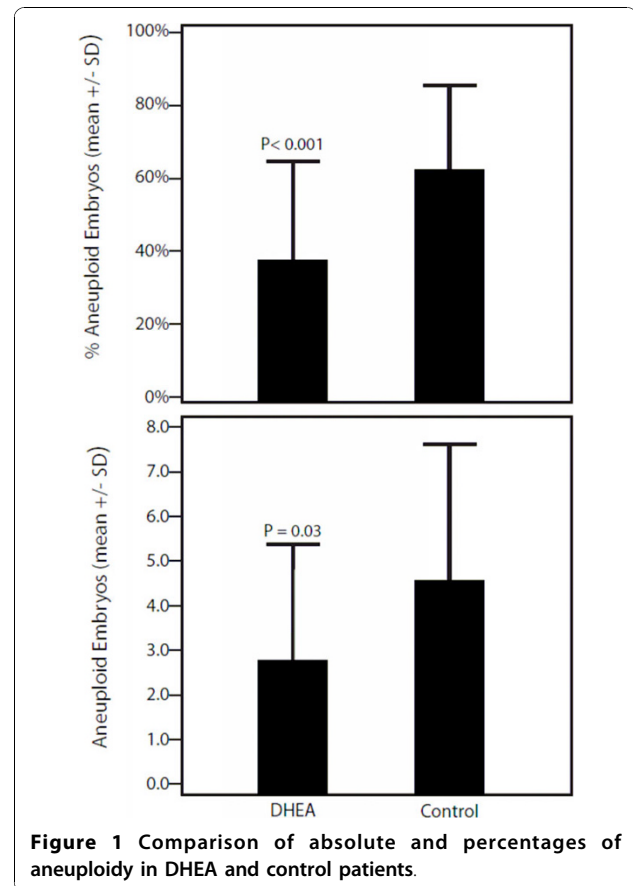 % Aneuploid Embryos (mean +/- SD)
100%
80%
60%
40%
20%
0%
P< 0.001
Aneuploid Embryos (mean +/- SD)
8.0
7.0
6.0
5.0
4.0
3.0
2.0
1.0
0.0
P = 0.03
DHEA
Control
Figure 1 Comparison of absolute and percentages of
aneuploidy in DHEA and control patients.